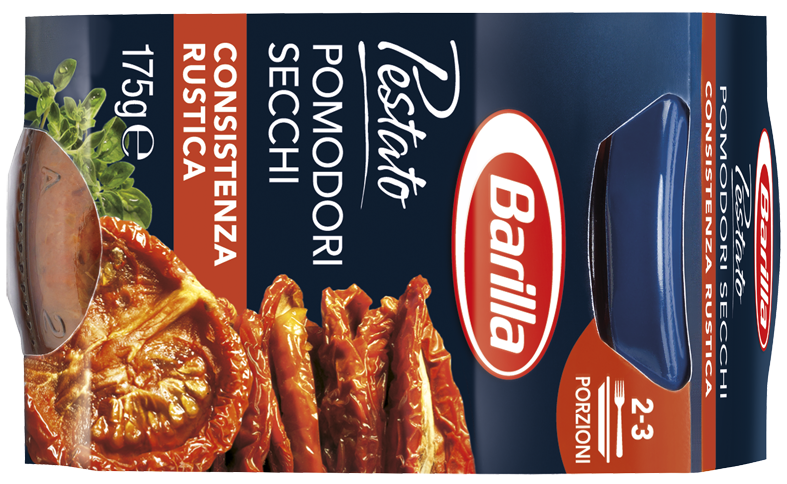 POMODORI SECCHI
Pestato
CONSISTENZA RUSTICA
Barilla
Barilla
Pestato
POMODORI
SECCHI
CONSISTENZA
RUSTICA
175g e
2-3
PORZIONI